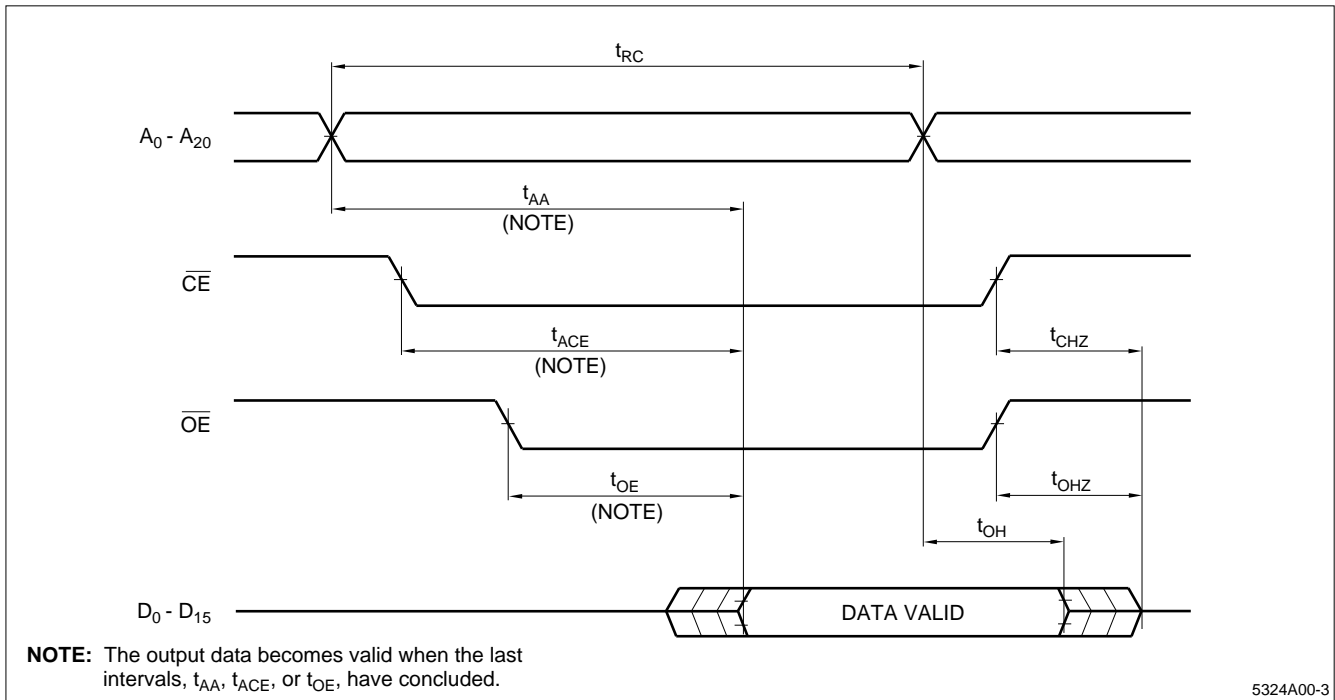 tRC
A0 - A20
tAA
(NOTE)
CE
tACE
(NOTE)
tCHZ
OE
tOE
(NOTE)
tOHZ
tOH
D0 - D15
DATA VALID
NOTE: The output data becomes valid when the last
intervals, tAA, tACE, or tOE, have concluded.
5324A00-3